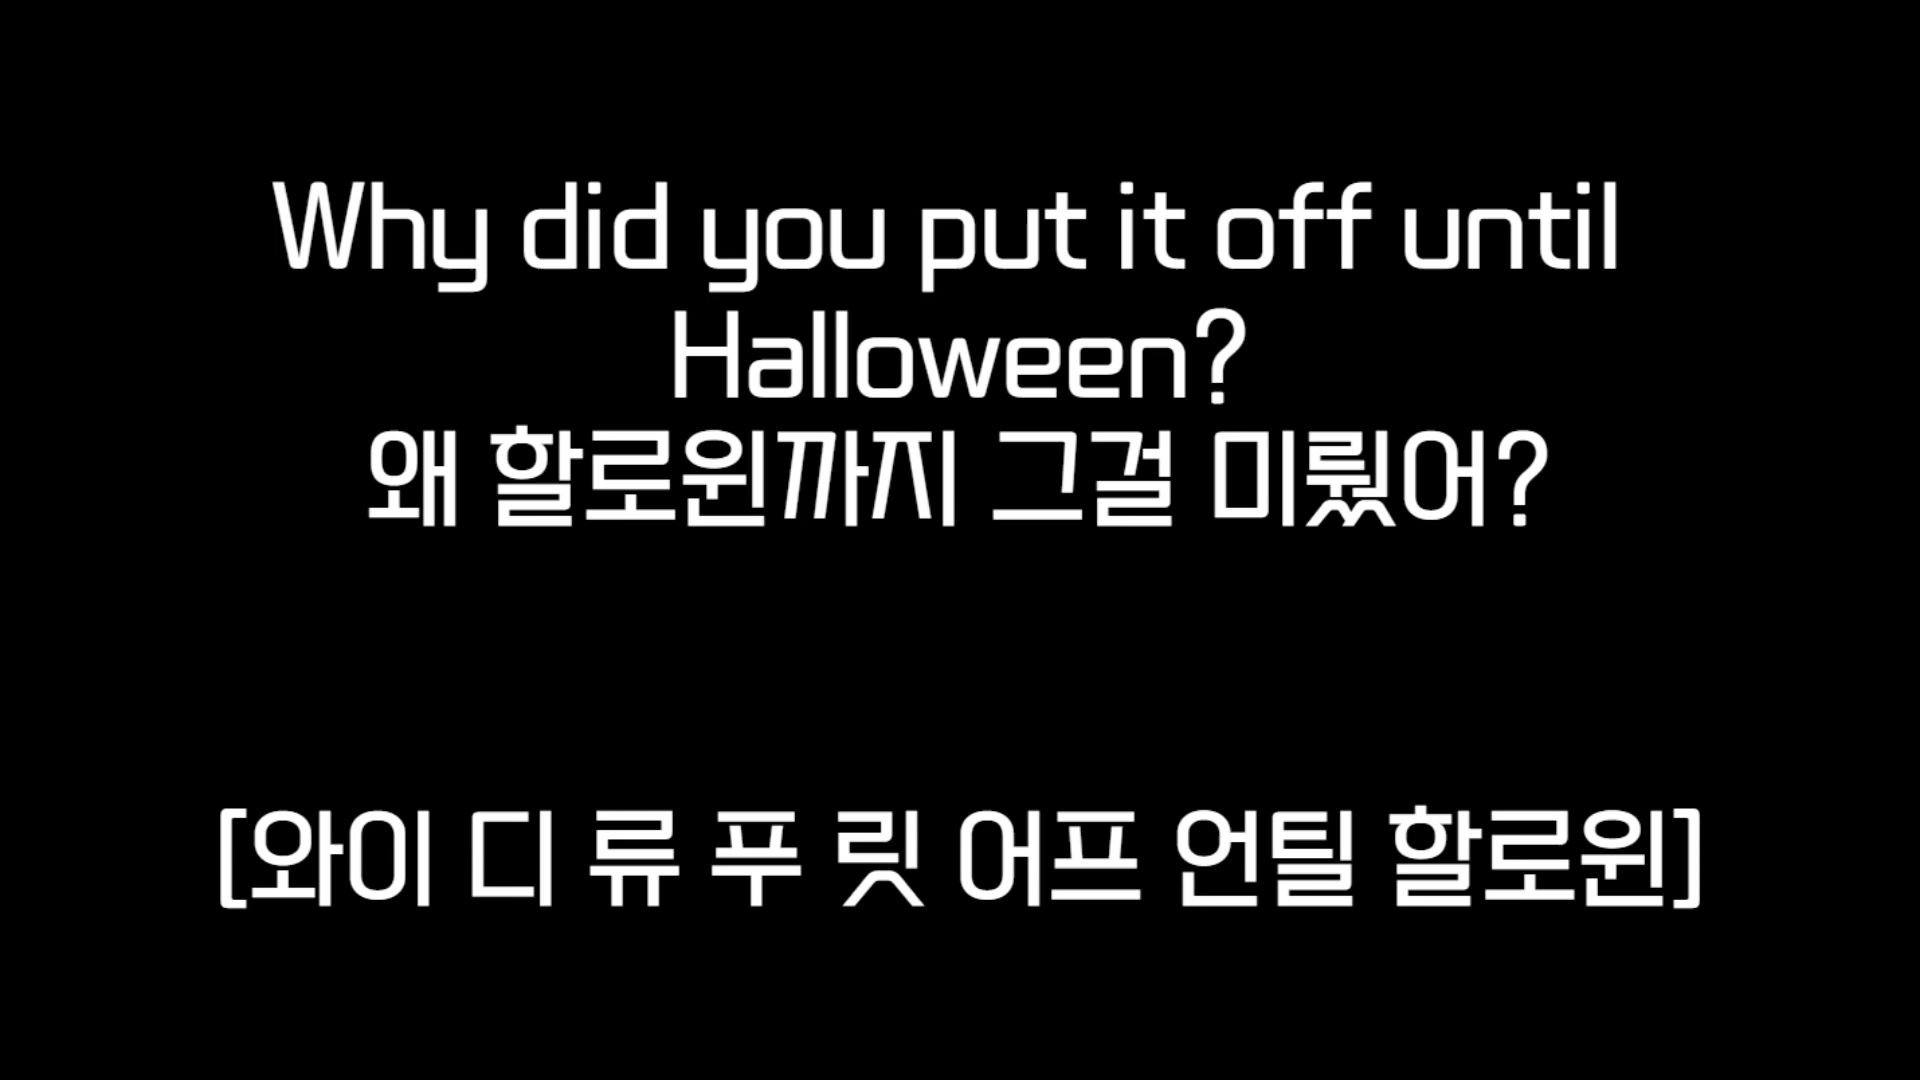 Why did you put it off until
Halloween?
왜 할로윈까지 그걸 미뤘어?
[와이 디 류 푸 릿 어프 언틸 할로윈]